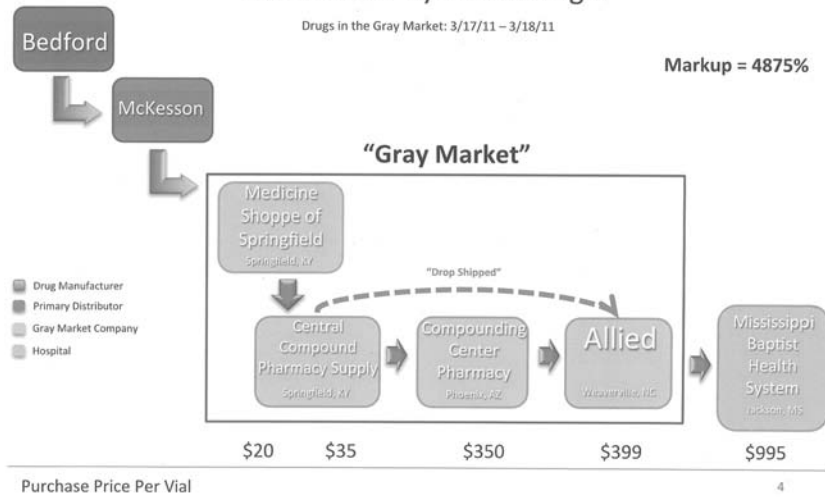 Drugs in the Gray Market: 3/17/11 – 3/18/11
Bedford
Markup = 4875%
McKesson
"Gray Market"
Medicine
Shoppe of
Springfield
Springfield, KY
"Drop Shipped"
Drug Manufacturer
Primary Distributor
Gray Market Company
Hospital
Central
Compound
Pharmacy Supply
Springfield, KY
Compounding
Center
Pharmacy
Phoenix, AZ
Allied
Weaverville, NC
Mississippi
Baptist
Health
System
Jackson, MS
$20 $35 $350 $399 $995
Purchase Price Per Vial
4